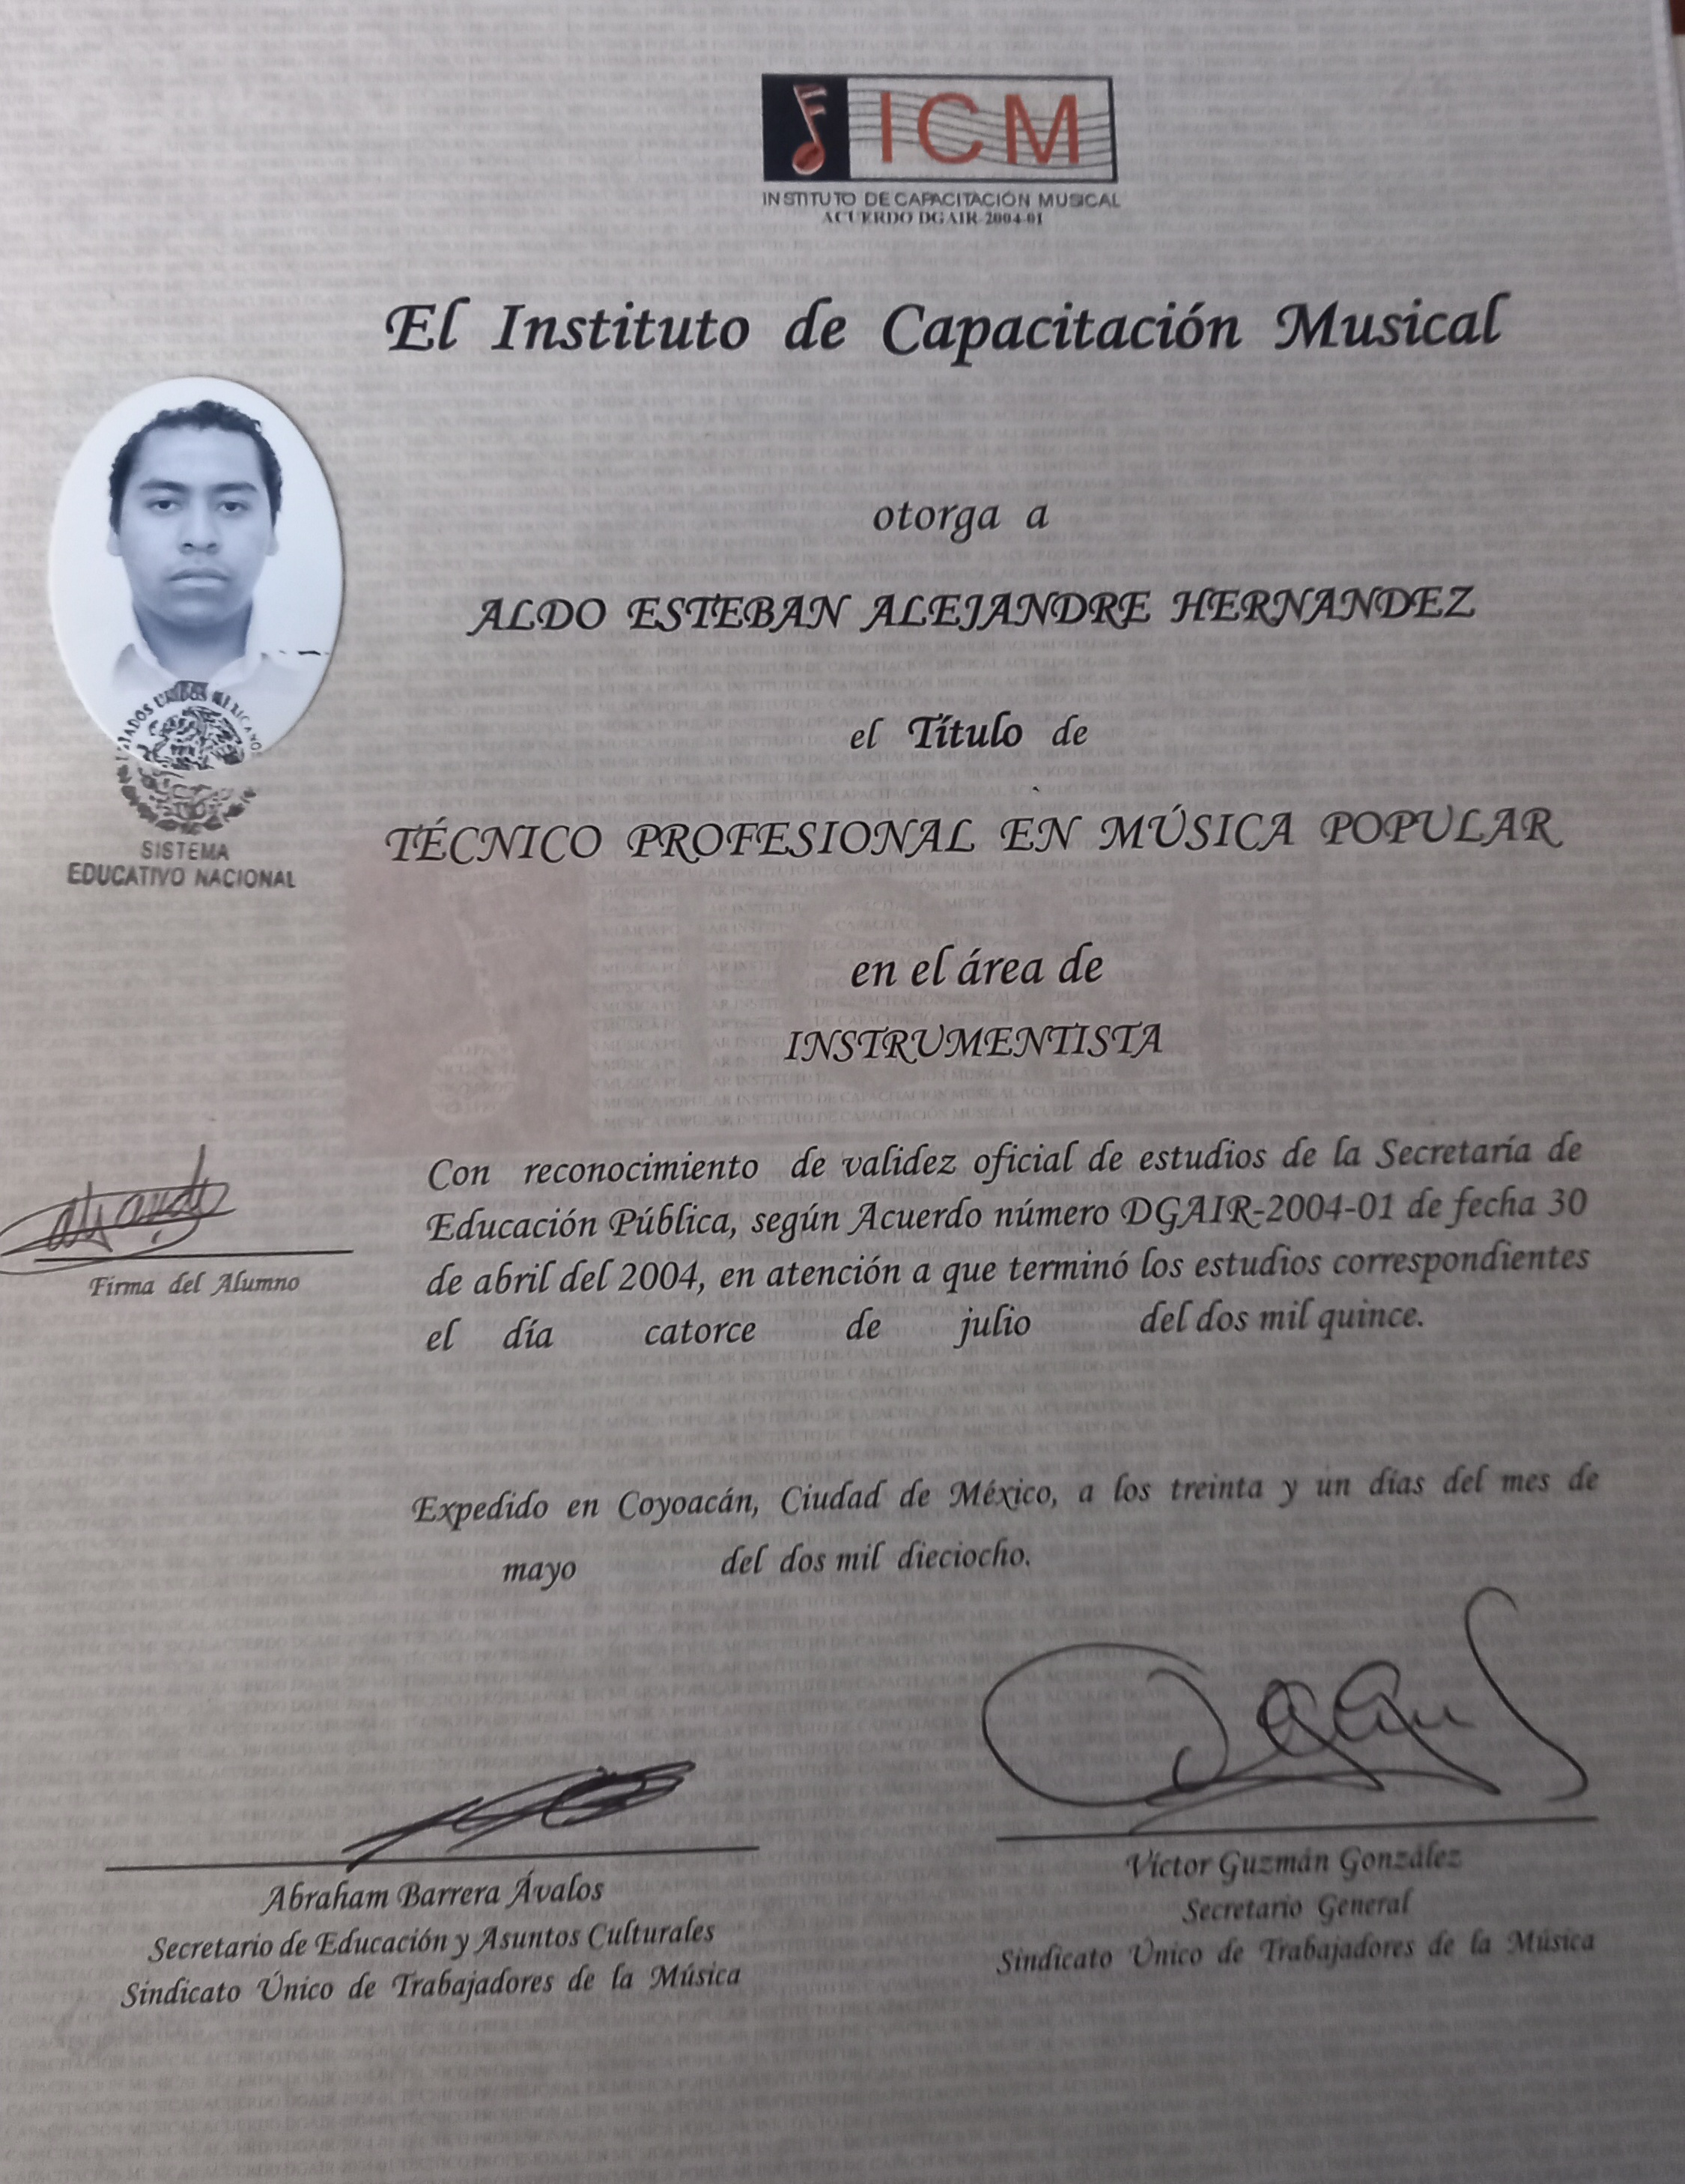 ICM
INSTITUTO DE CAPACITACIÓN MUSICAL
ACUERDO DGAIR-2004-01
El Instituto de Capacitación Musical
otorga a
ALDO ESTEBAN ALEJANDRE HERNANDEZ
el Título de
TÉCNICO PROFESIONAL EN MÚSICA POPULAR
ESTADOS UNIDOS MEXICANOS
SISTEMA
EDUCATIVO NACIONAL
en el área de
INSTRUMENTISTA
Firma del Alumno
Con reconocimiento de validez oficial de estudios de la Secretaría de
Educación Pública, según Acuerdo número DGAIR-2004-01 de fecha 30
de abril del 2004, en atención a que terminó los estudios correspondientes
el día catorce de julio del dos mil quince.
Expedido en Coyoacán, Ciudad de México, a los treinta y un días del mes de
mayo del dos mil dieciocho.
Abraham Barrera Ávalos
Secretario de Educación y Asuntos Culturales
Sindicato Único de Trabajadores de la Música
Víctor Guzmán González
Secretario General
Sindicato Único de Trabajadores de la Música